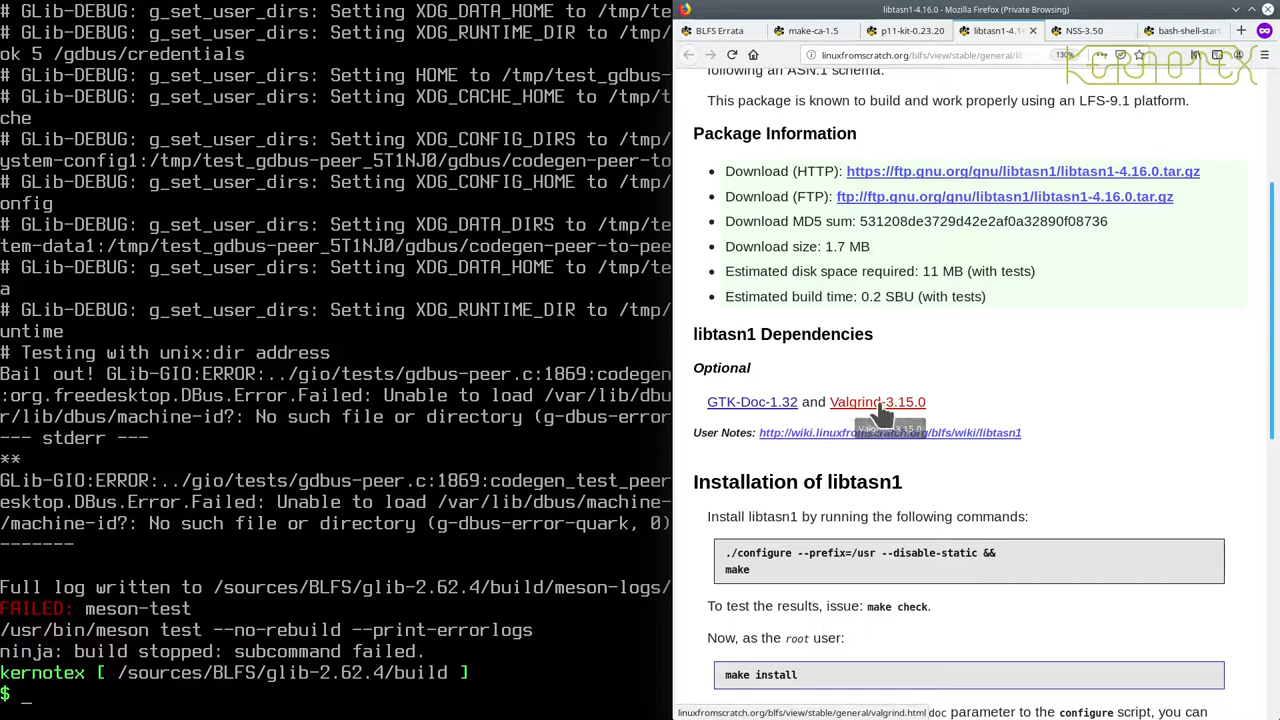 # GLib-DEBUG: g_set_user_dirs: Setting XDG_DATA_HOME to /tmp/te
# GLib-DEBUG: g_set_user_dirs: Setting XDG_RUNTIME_DIR to /tmp/
ok 5 /gdbus/credentials
# GLib-DEBUG: g_set_user_dirs: Setting HOME to /tmp/test_gdbus-
# GLib-DEBUG: g_set_user_dirs: Setting XDG_CACHE_HOME to /tmp/t
che
# GLib-DEBUG: g_set_user_dirs: Setting XDG_CONFIG_DIRS to /tmp/
ystem-config1:/tmp/test_gdbus-peer_5T1NJ0/gdbus/codegen-peer-to
# GLib-DEBUG: g_set_user_dirs: Setting XDG_CONFIG_HOME to /tmp/
onfig
# GLib-DEBUG: g_set_user_dirs: Setting XDG_DATA_DIRS to /tmp/te
tem-data1:/tmp/test_gdbus-peer_5T1NJ0/gdbus/codegen-peer-to-pee
# GLib-DEBUG: g_set_user_dirs: Setting XDG_DATA_HOME to /tmp/te
a
# GLib-DEBUG: g_set_user_dirs: Setting XDG_RUNTIME_DIR to /tmp/
untime
# Testing with unix:dir address
Bail out! GLib-GIO:ERROR:../gio/tests/gdbus-peer.c:1869:codegen
:org.freedesktop.DBus.Error.Failed: Unable to load /var/lib/dbu
r/lib/dbus/machine-id?: No such file or directory (g-dbus-error
--- stderr ---
**
GLib-GIO:ERROR:../gio/tests/gdbus-peer.c:1869:codegen_test_peer
esktop.DBus.Error.Failed: Unable to load /var/lib/dbus/machine-
/machine-id?: No such file or directory (g-dbus-error-quark, 0)
-------
Full log written to /sources/BLFS/glib-2.62.4/build/meson-logs/
FAILED: meson-test
/usr/bin/meson test --no-rebuild --print-errorlogs
ninja: build stopped: subcommand failed.
kernotex [ /sources/BLFS/glib-2.62.4/build ]
$ _
libtasn1-4.16.0 - Mozilla Firefox (Private Browsing)
BLFS Errata
make-ca-1.5
p11-kit-0.23.20
libtasn1-4.1
NSS-3.50
bash-shell-star
linuxfromscratch.org/blfs/view/stable/general/li
130%
KERNOTEX
following an ASN.1 schema.
This package is known to build and work properly using an LFS-9.1 platform.
Package Information
• Download (HTTP): https://ftp.gnu.org/gnu/libtasn1/libtasn1-4.16.0.tar.gz
• Download (FTP): ftp://ftp.gnu.org/gnu/libtasn1/libtasn1-4.16.0.tar.gz
• Download MD5 sum: 531208de3729d42e2af0a32890f08736
• Download size: 1.7 MB
• Estimated disk space required: 11 MB (with tests)
• Estimated build time: 0.2 SBU (with tests)
libtasn1 Dependencies
Optional
GTK-Doc-1.32 and Valgrind-3.15.0
Valgrind-3.15.0
User Notes: http://wiki.linuxfromscratch.org/blfs/wiki/libtasn1
Installation of libtasn1
Install libtasn1 by running the following commands:
./configure --prefix=/usr --disable-static &&
make
To test the results, issue: make check.
Now, as the root user:
make install
linuxfromscratch.org/blfs/view/stable/general/valgrind.html
doc parameter to the configure script, you can